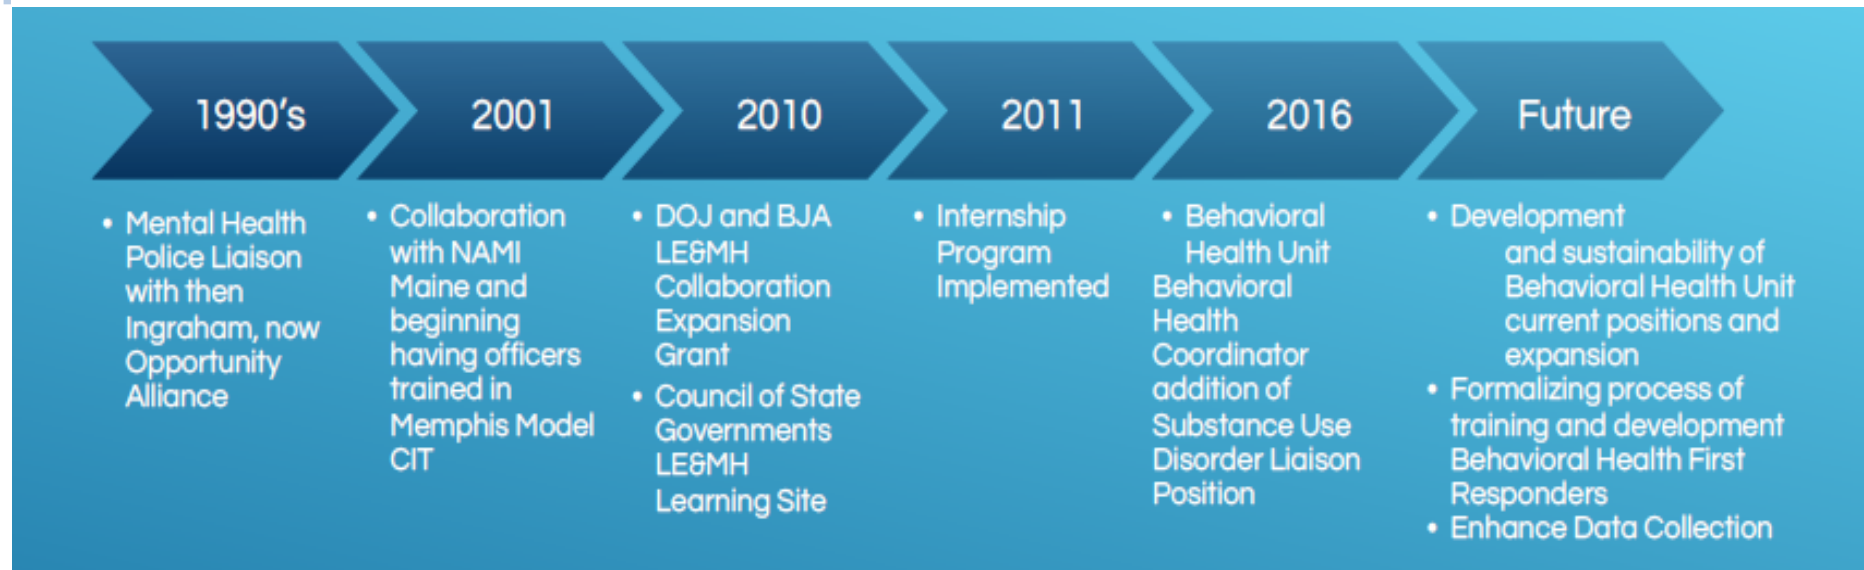 1990's
• Mental Health
Police Liaison
with then
Ingraham, now
Opportunity
Alliance
2001
• Collaboration
with NAMI
Maine and
beginning
having officers
trained in
Memphis Model
CIT
2010
• DOJ and BJA
LE&MH
Collaboration
Expansion
Grant
• Council of State
Governments
LE&MH
Learning Site
2011
• Internship
Program
Implemented
2016
• Behavioral
Health Unit
Behavioral
Health
Coordinator
addition of
Substance Use
Disorder Liaison
Position
Future
• Development
and sustainability of
Behavioral Health Unit
current positions and
expansion
• Formalizing process of
training and development
Behavioral Health First
Responders
• Enhance Data Collection